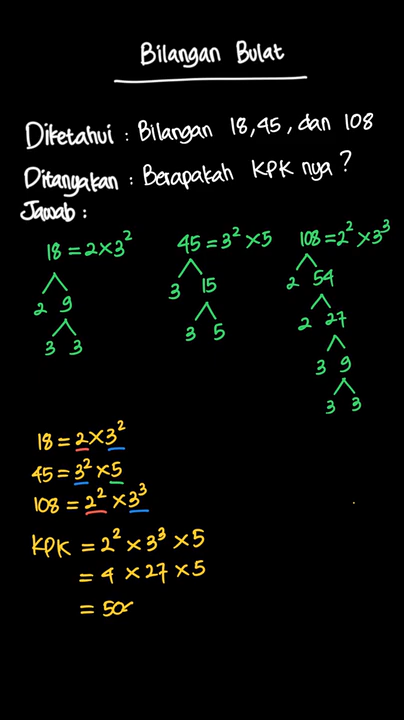 Bilangan Bulat
Diketahui : Bilangan 18, 45, dan 108
Ditanyakan : Berapakah KPK nya ?
Jawab :
18 = 2 × 3² 45 = 3² × 5 108 = 2² × 3³
2 9 3 15 2 54
3 3 3 5 2 27
3 9
3 3
18 = 2 × 3²
45 = 3² × 5
108 = 2² × 3³
KPK = 2² × 3³ × 5
= 4 × 27 × 5
= 50